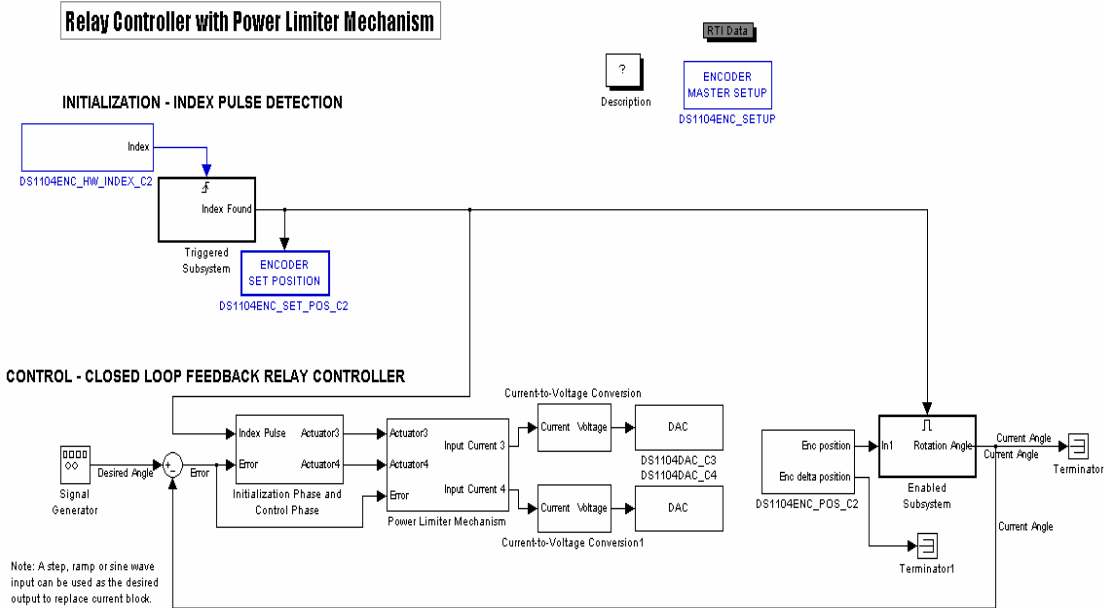 Relay Controller with Power Limiter Mechanism
RTI Data
?
Description
ENCODER
MASTER SETUP
DS1104ENC_SETUP
INITIALIZATION - INDEX PULSE DETECTION
Index
DS1104ENC_HW_INDEX_C2
Index Found
Triggered
Subsystem
ENCODER
SET POSITION
DS1104ENC_SET_POS_C2
CONTROL - CLOSED LOOP FEEDBACK RELAY CONTROLLER
Signal
Generator
Desired Angle
+
-
Error
Index Pulse
Actuator3
Error
Actuator4
Initialization Phase and
Control Phase
Actuator3
Input Current 3
Actuator4
Input Current 4
Error
Power Limiter Mechanism
Current-to-Voltage Conversion
Current Voltage
DAC
DS1104DAC_C3
DS1104DAC_C4
Current Voltage
DAC
Current-to-Voltage Conversion1
Enc position
Enc delta position
DS1104ENC_POS_C2
In1
Rotation Angle
Enabled
Subsystem
Current Angle
Current Angle
Terminator
Current Angle
Terminator1
Note: A step, ramp or sine wave
input can be used as the desired
output to replace current block.